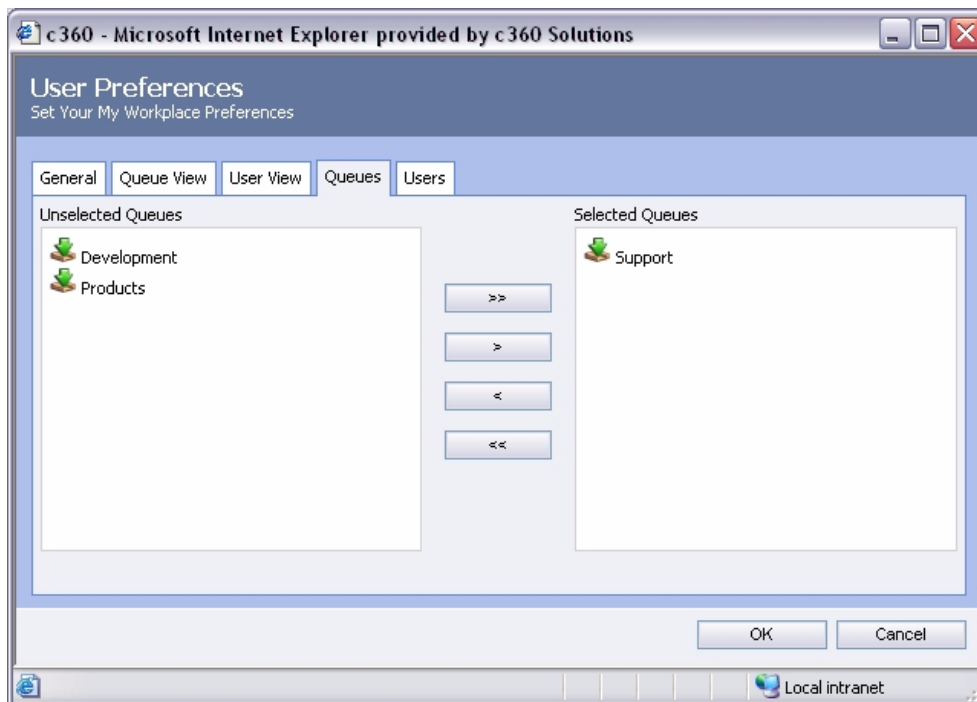 c360 - Microsoft Internet Explorer provided by c360 Solutions
User Preferences
Set Your My Workplace Preferences
General Queue View User View Queues Users
Unselected Queues
Selected Queues
Development
Products
Support
>>
>
<
<<
OK Cancel
Local intranet